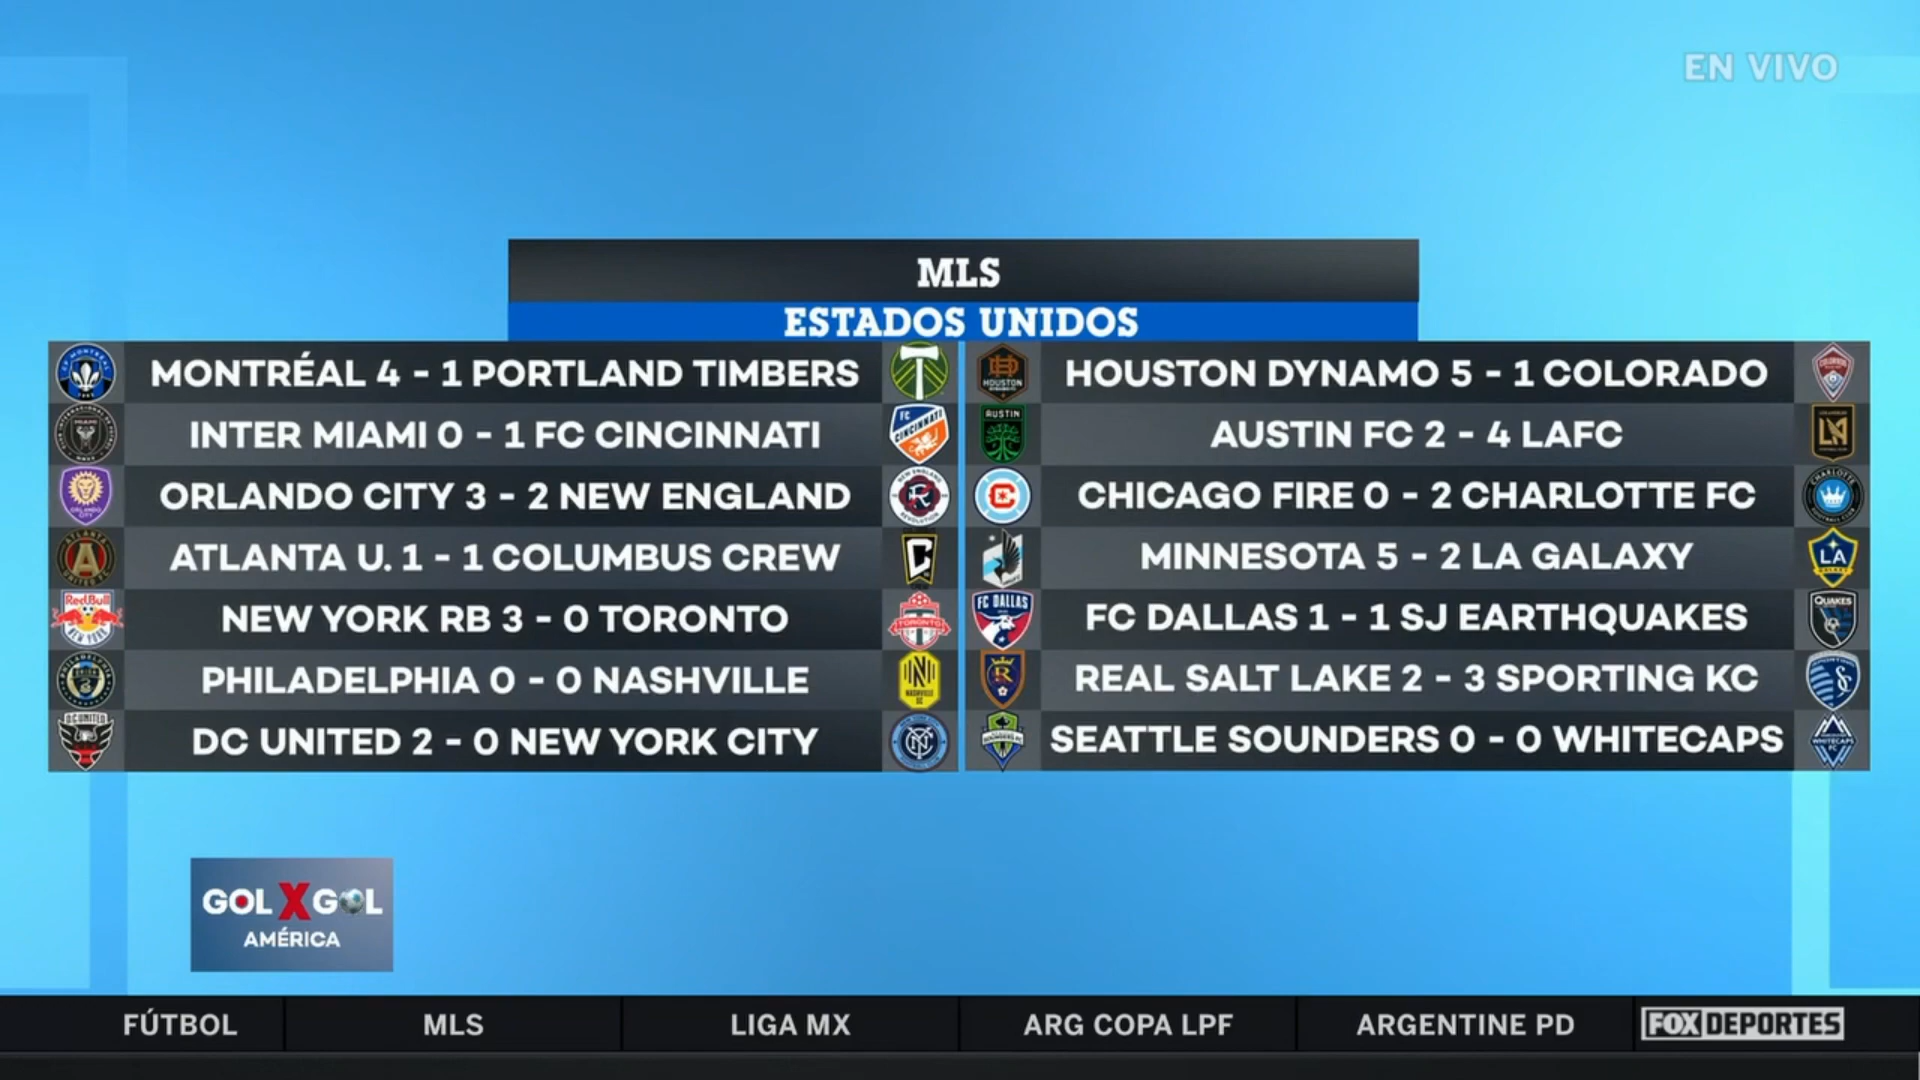 EN VIVO
MLS
ESTADOS UNIDOS
MONTRÉAL 4 - 1 PORTLAND TIMBERS
INTER MIAMI 0 - 1 FC CINCINNATI
ORLANDO CITY 3 - 2 NEW ENGLAND
ATLANTA U. 1 - 1 COLUMBUS CREW
NEW YORK RB 3 - 0 TORONTO
PHILADELPHIA 0 - 0 NASHVILLE
DC UNITED 2 - 0 NEW YORK CITY
HOUSTON DYNAMO 5 - 1 COLORADO
AUSTIN FC 2 - 4 LAFC
CHICAGO FIRE 0 - 2 CHARLOTTE FC
MINNESOTA 5 - 2 LA GALAXY
FC DALLAS 1 - 1 SJ EARTHQUAKES
REAL SALT LAKE 2 - 3 SPORTING KC
SEATTLE SOUNDERS 0 - 0 WHITECAPS
GOL X GOL
AMÉRICA
FÚTBOL MLS LIGA MX ARG COPA LPF ARGENTINE PD FOX DEPORTES